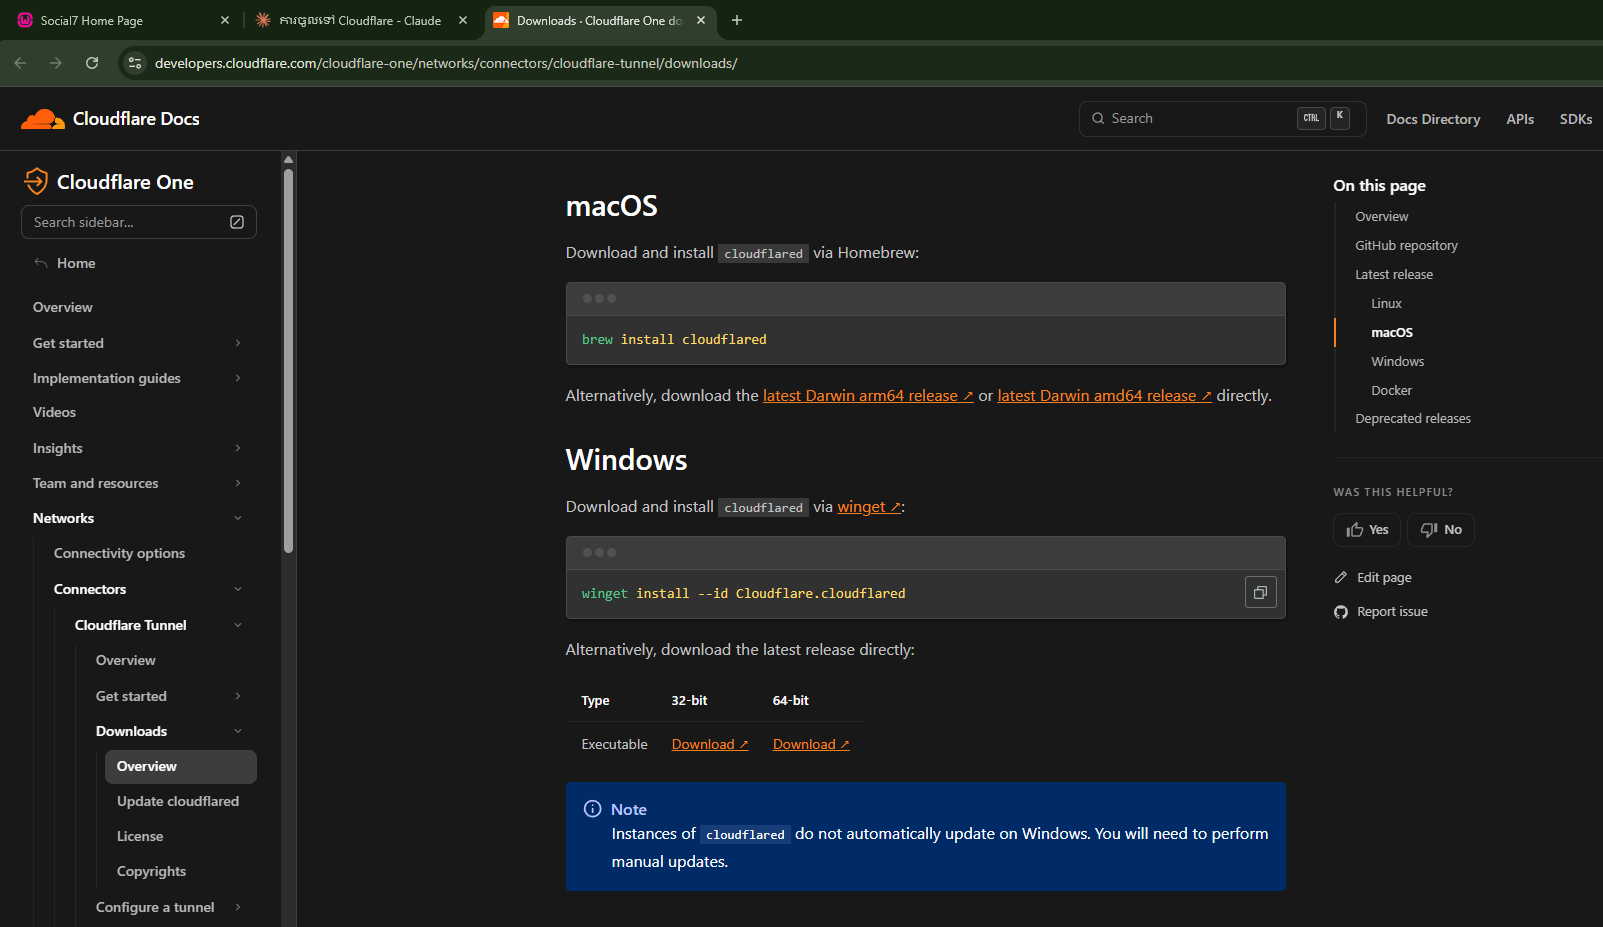 Social7 Home Page
ការចូលទៅ Cloudflare - Claude
Downloads · Cloudflare One do
developers.cloudflare.com/cloudflare-one/networks/connectors/cloudflare-tunnel/downloads/
Cloudflare Docs
Search
CTRL
K
Docs Directory
APIs
SDKs
Cloudflare One
Search sidebar...
Home
Overview
Get started
Implementation guides
Videos
Insights
Team and resources
Networks
Connectivity options
Connectors
Cloudflare Tunnel
Overview
Get started
Downloads
Overview
Update cloudflared
License
Copyrights
Configure a tunnel
macOS
Download and install cloudflared via Homebrew:
brew install cloudflared
Alternatively, download the latest Darwin arm64 release ↗ or latest Darwin amd64 release ↗ directly.
Windows
Download and install cloudflared via winget ↗:
winget install --id Cloudflare.cloudflared
Alternatively, download the latest release directly:
Type 32-bit 64-bit
Executable Download ↗ Download ↗
Note
Instances of cloudflared do not automatically update on Windows. You will need to perform
manual updates.
On this page
Overview
GitHub repository
Latest release
Linux
macOS
Windows
Docker
Deprecated releases
WAS THIS HELPFUL?
Yes
No
Edit page
Report issue